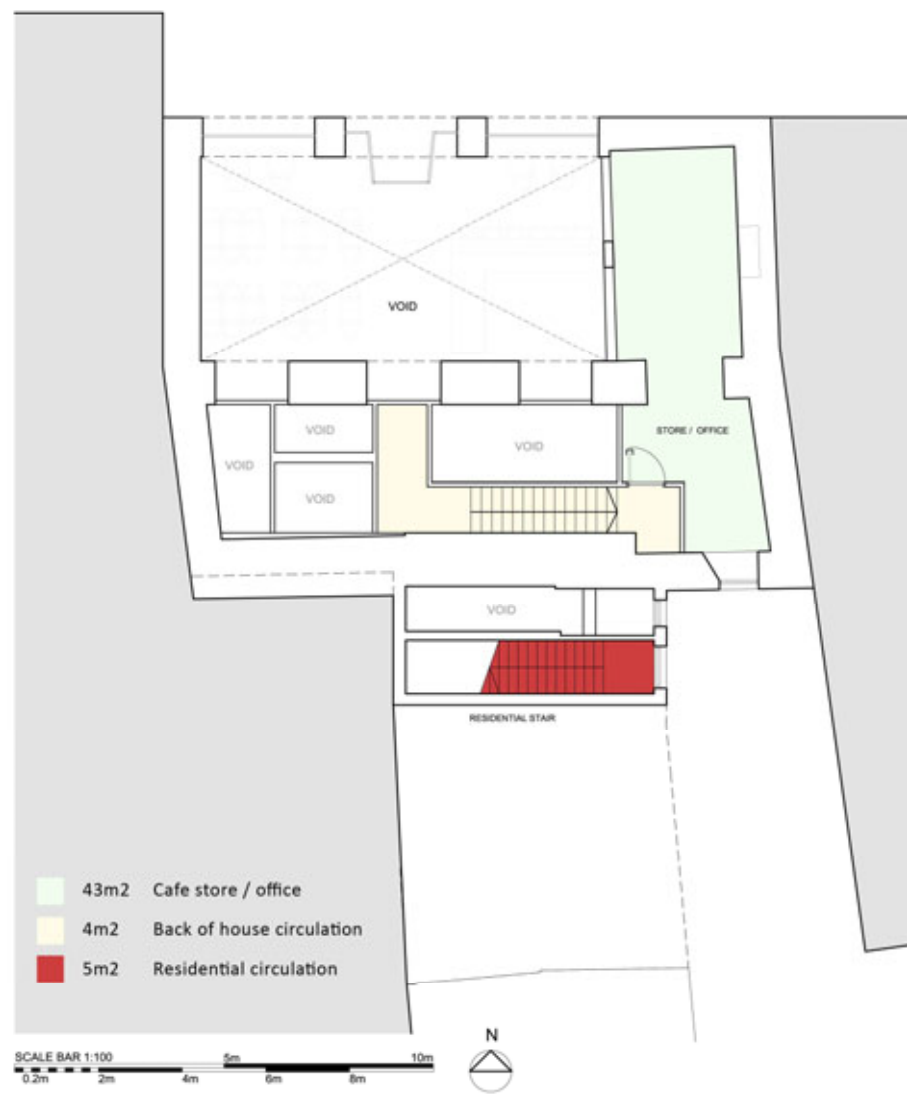 VOID
STORE / OFFICE
VOID
VOID
VOID
VOID
VOID
RESIDENTIAL STAIR
43m2 Cafe store / office
4m2 Back of house circulation
5m2 Residential circulation
N
SCALE BAR 1:100 5m 10m
0.2m 2m 4m 6m 8m